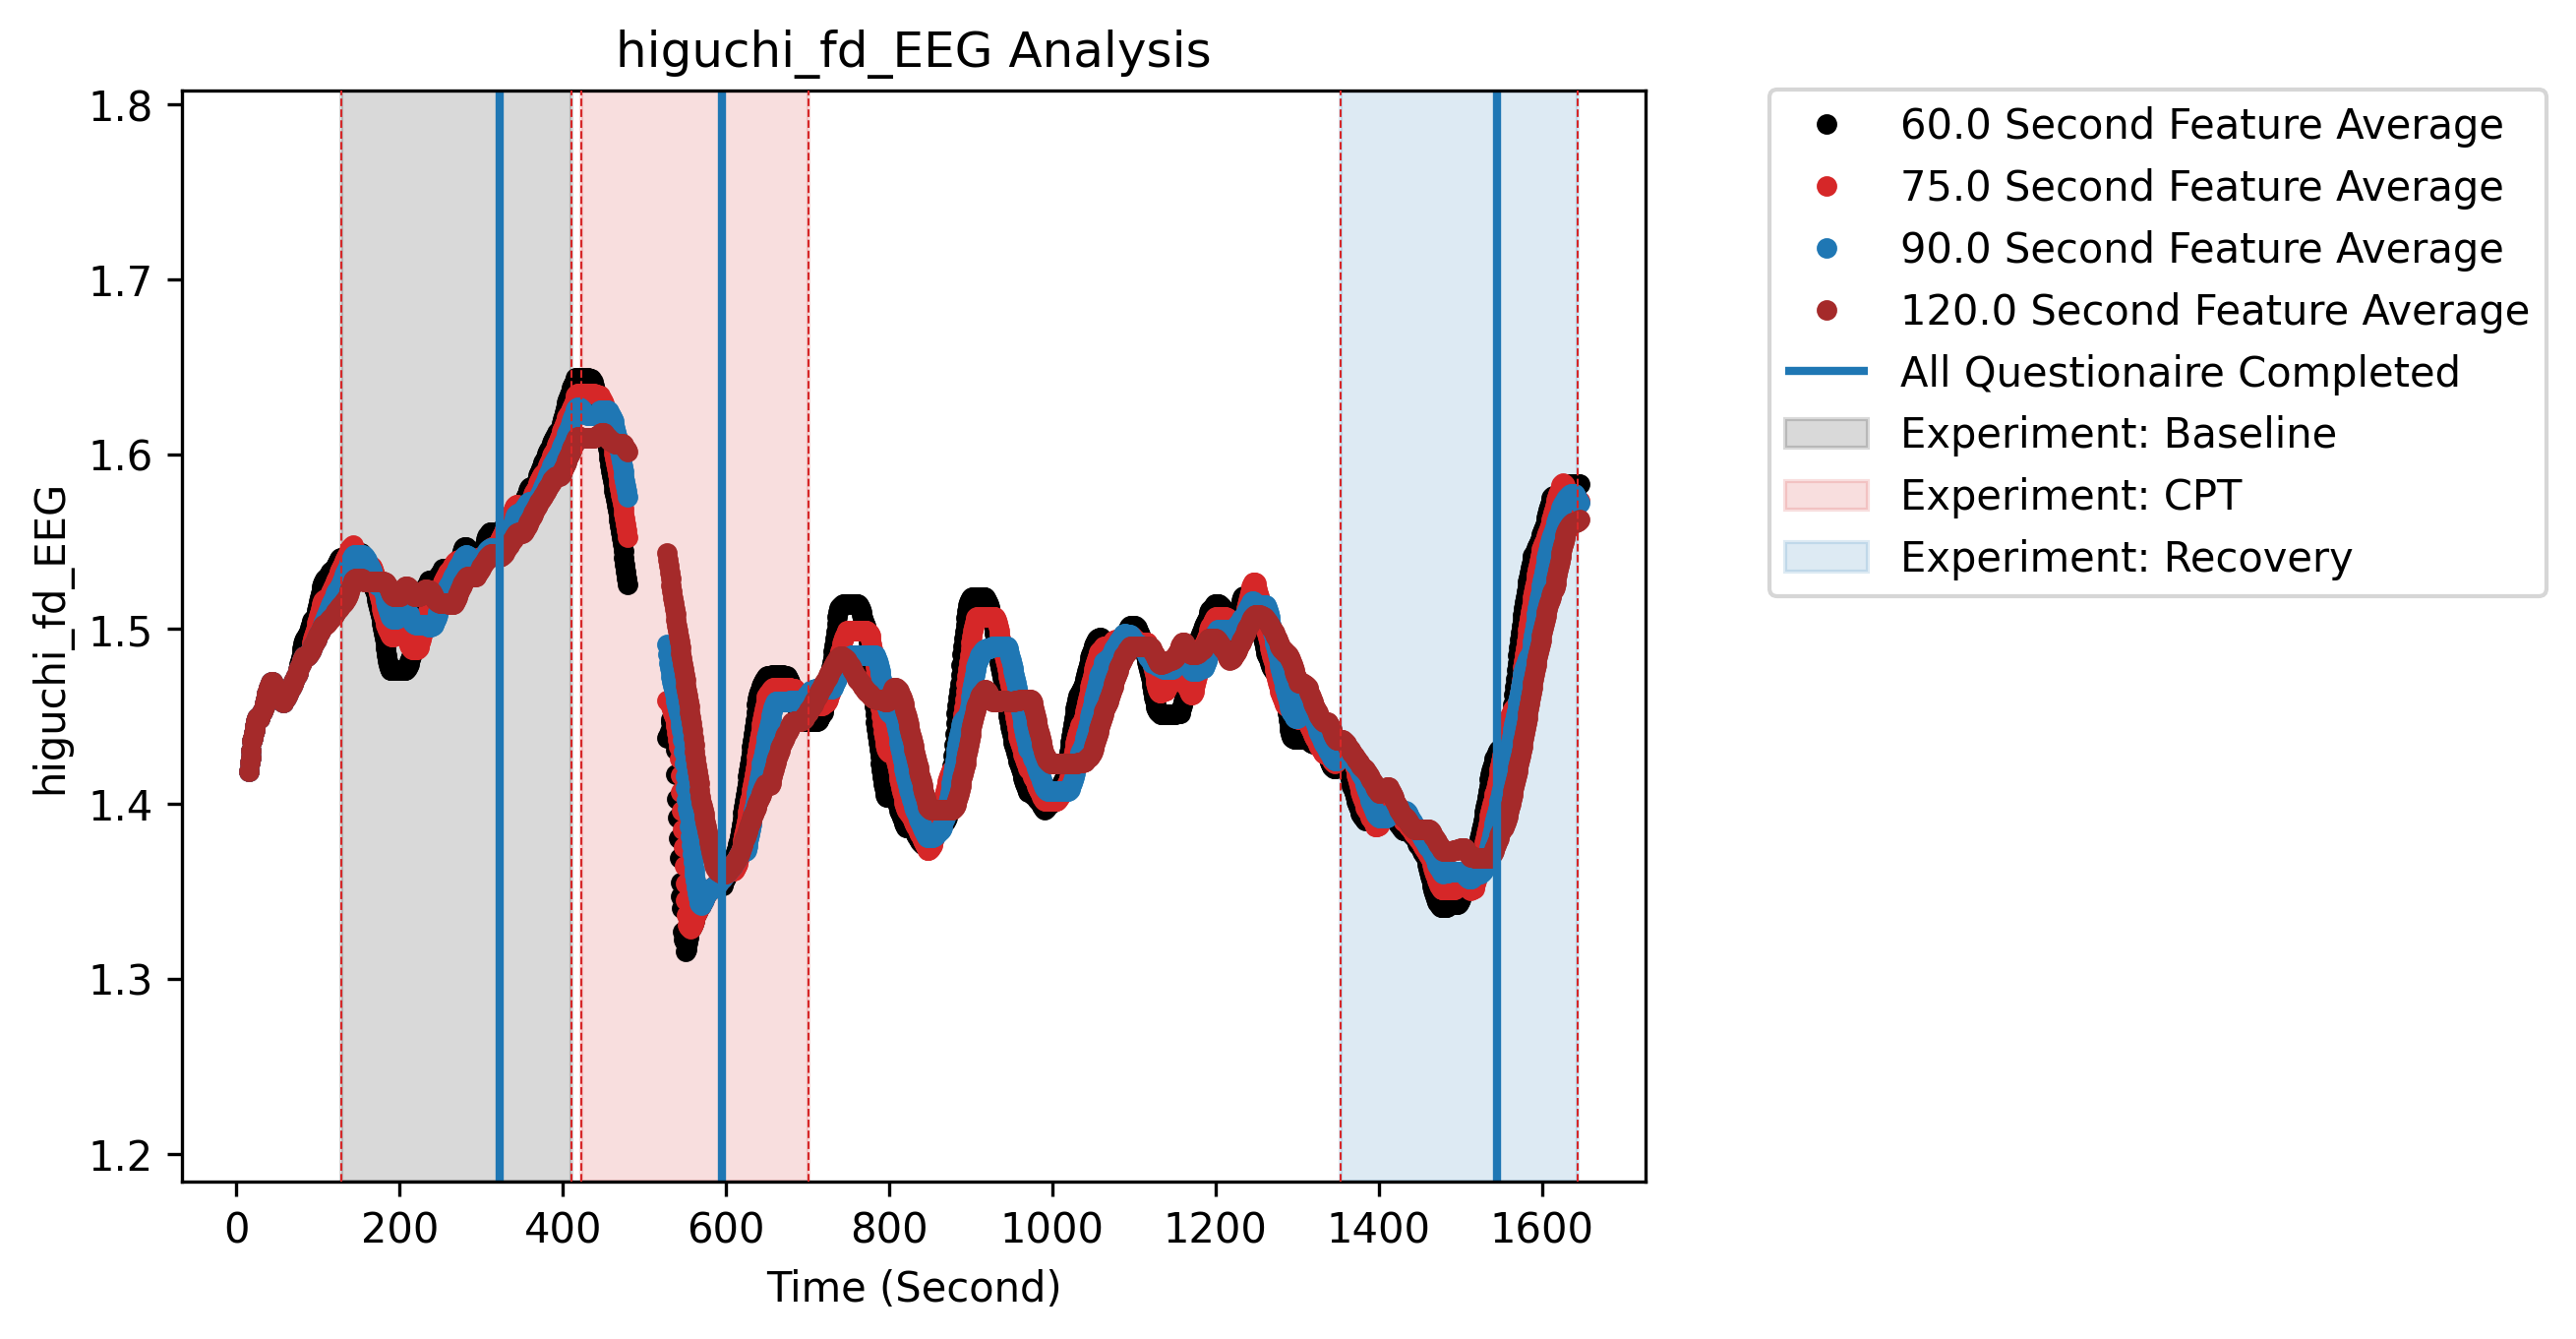 higuchi_fd_EEG Analysis
higuchi_fd_EEG
1.8
1.7
1.6
1.5
1.4
1.3
1.2
0 200 400 600 800 1000 1200 1400 1600
Time (Second)
60.0 Second Feature Average
75.0 Second Feature Average
90.0 Second Feature Average
120.0 Second Feature Average
All Questionaire Completed
Experiment: Baseline
Experiment: CPT
Experiment: Recovery